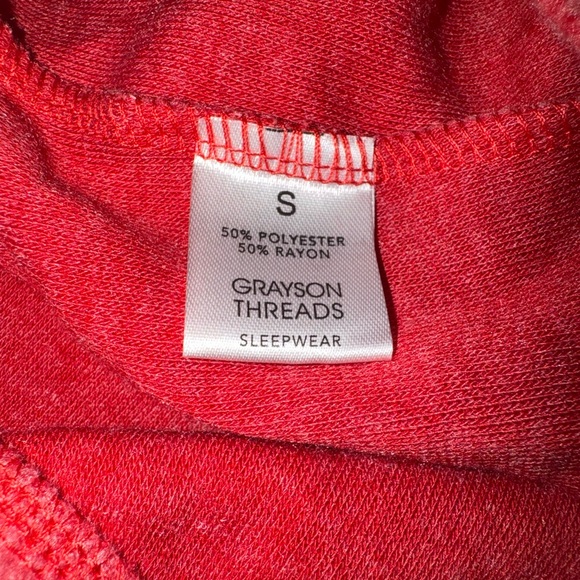 S
50% POLYESTER
50% RAYON
GRAYSON
THREADS
SLEEPWEAR